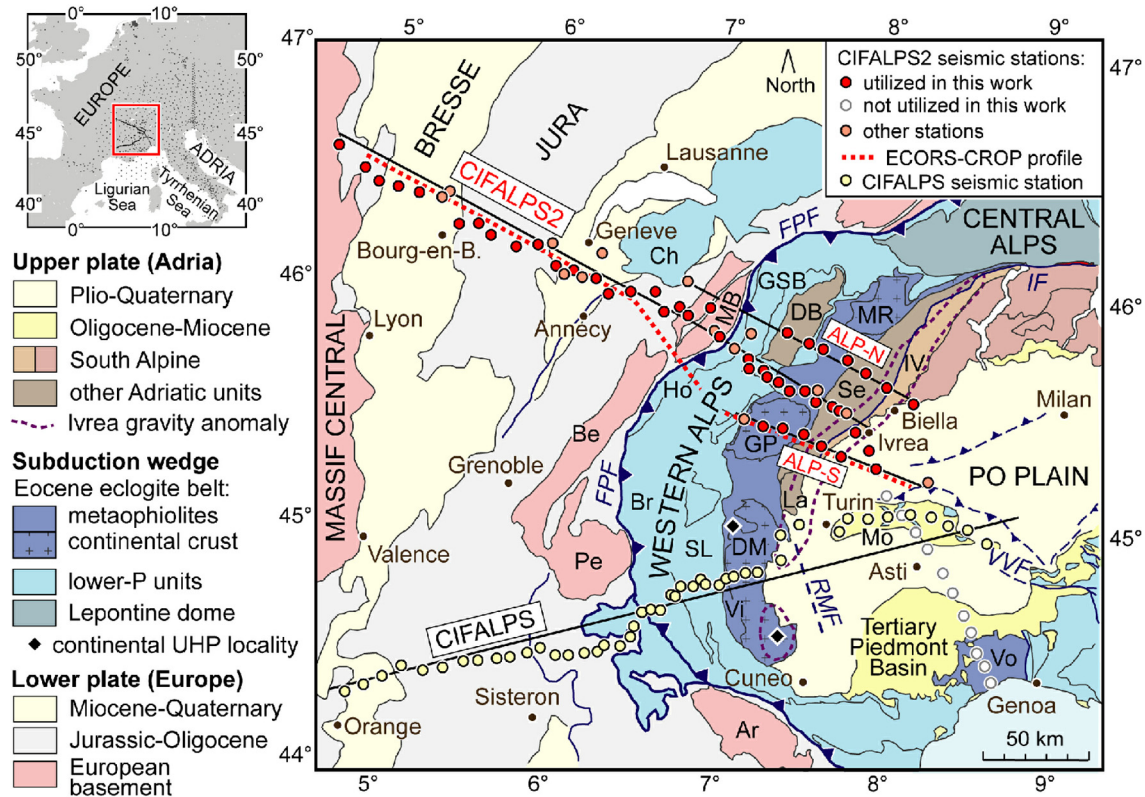 0°
10°
50°
50°
45°
45°
40°
40°
0°
10°
EUROPE
ADRIA
Ligurian
Sea
Tyrrhenian
Sea
Upper plate (Adria)
Plio-Quaternary
Oligocene-Miocene
South Alpine
other Adriatic units
Ivrea gravity anomaly
Subduction wedge
Eocene eclogite belt:
metaophiolites
continental crust
lower-P units
Lepontine dome
continental UHP locality
Lower plate (Europe)
Miocene-Quaternary
Jurassic-Oligocene
European
basement
5°
6°
7°
8°
9°
47°
47°
46°
46°
45°
45°
44°
44°
5°
6°
7°
8°
9°
North
CIFALPS2 seismic stations:
utilized in this work
not utilized in this work
other stations
ECORS-CROP profile
CIFALPS seismic station
BRESSE
JURA
Lausanne
CIFALPS2
Geneve
Bourg-en-B.
Ch
FPF
CENTRAL
ALPS
GSB
IF
Lyon
Annecy
MB
DB
MR
ALP-N
IV
MASSIF CENTRAL
Ho
Se
Biella
Milan
WESTERN ALPS
Be
GP
Ivrea
ALP-S
Grenoble
FPF
PO PLAIN
Br
La
Turin
Valence
Pe
SL
DM
Mo
Asti
VVF
RMF
Vi
CIFALPS
Tertiary
Piedmont
Basin
Vo
Cuneo
Sisteron
Genoa
Orange
Ar
50 km